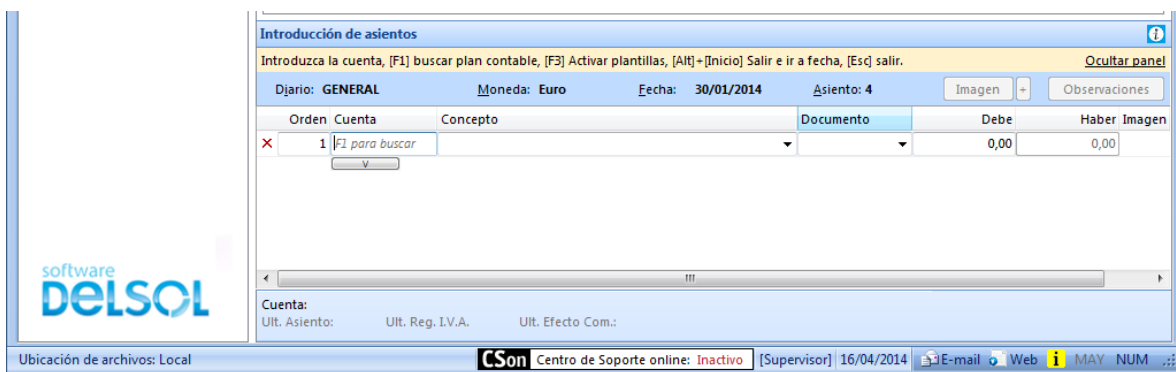 Introducción de asientos
Introduzca la cuenta, [F1] buscar plan contable, [F3] Activar plantillas, [Alt]+[Inicio] Salir e ir a fecha, [Esc] salir. Ocultar panel
Diario: GENERAL Moneda: Euro Fecha: 30/01/2014 Asiento: 4 Imagen + Observaciones
Orden Cuenta Concepto Documento Debe Haber Imagen
1 F1 para buscar 0,00 0,00
V
software
DELSOL
Cuenta:
Ult. Asiento: Ult. Reg. I.V.A. Ult. Efecto Com.:
Ubicación de archivos: Local CSon Centro de Soporte online: Inactivo [Supervisor] 16/04/2014 E-mail Web i MAY NUM